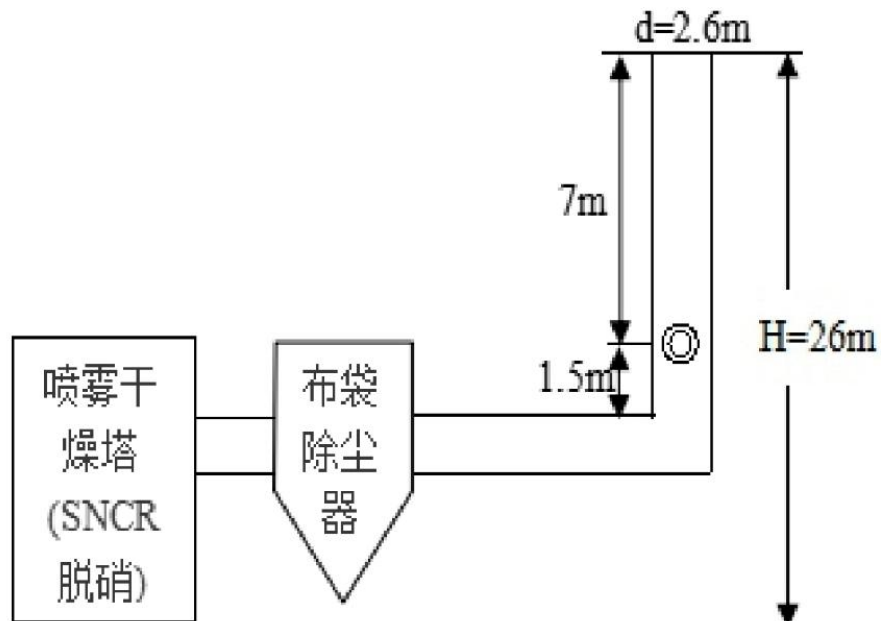 d=2.6m
7m
H=26m
1.5m
喷雾干
燥塔
(SNCR
脱硝)
布袋
除尘
器